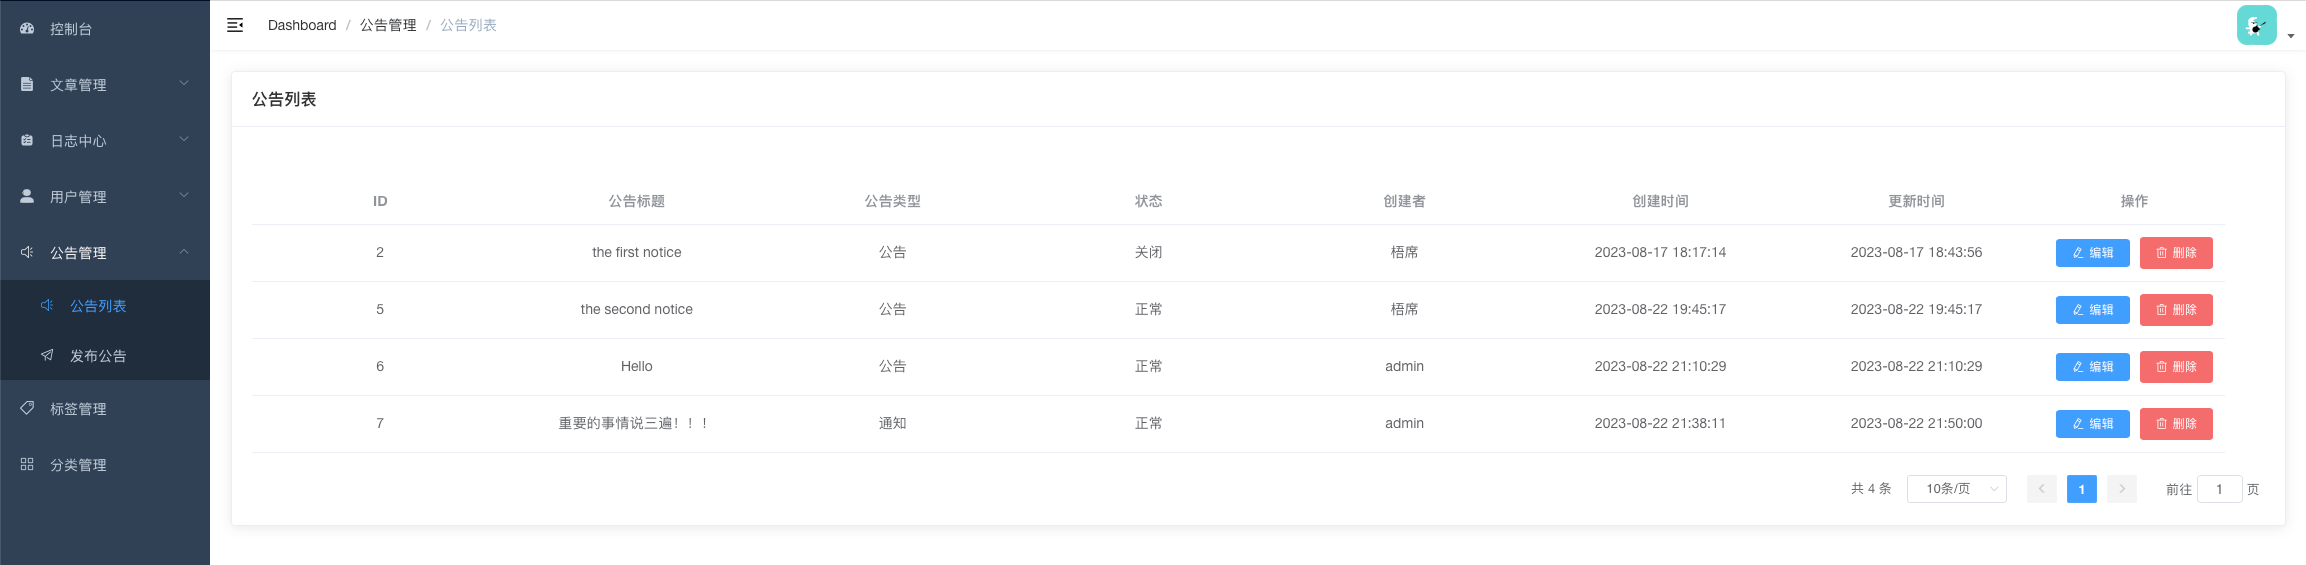 控制台
文章管理
日志中心
用户管理
公告管理
公告列表
发布公告
标签管理
分类管理
Dashboard / 公告管理 / 公告列表
公告列表
ID 公告标题 公告类型 状态 创建者 创建时间 更新时间 操作
2 the first notice 公告 关闭 梧席 2023-08-17 18:17:14 2023-08-17 18:43:56 编辑 删除
5 the second notice 公告 正常 梧席 2023-08-22 19:45:17 2023-08-22 19:45:17 编辑 删除
6 Hello 公告 正常 admin 2023-08-22 21:10:29 2023-08-22 21:10:29 编辑 删除
7 重要的事情说三遍！！！ 通知 正常 admin 2023-08-22 21:38:11 2023-08-22 21:50:00 编辑 删除
共 4 条 10条/页 1 前往 1 页